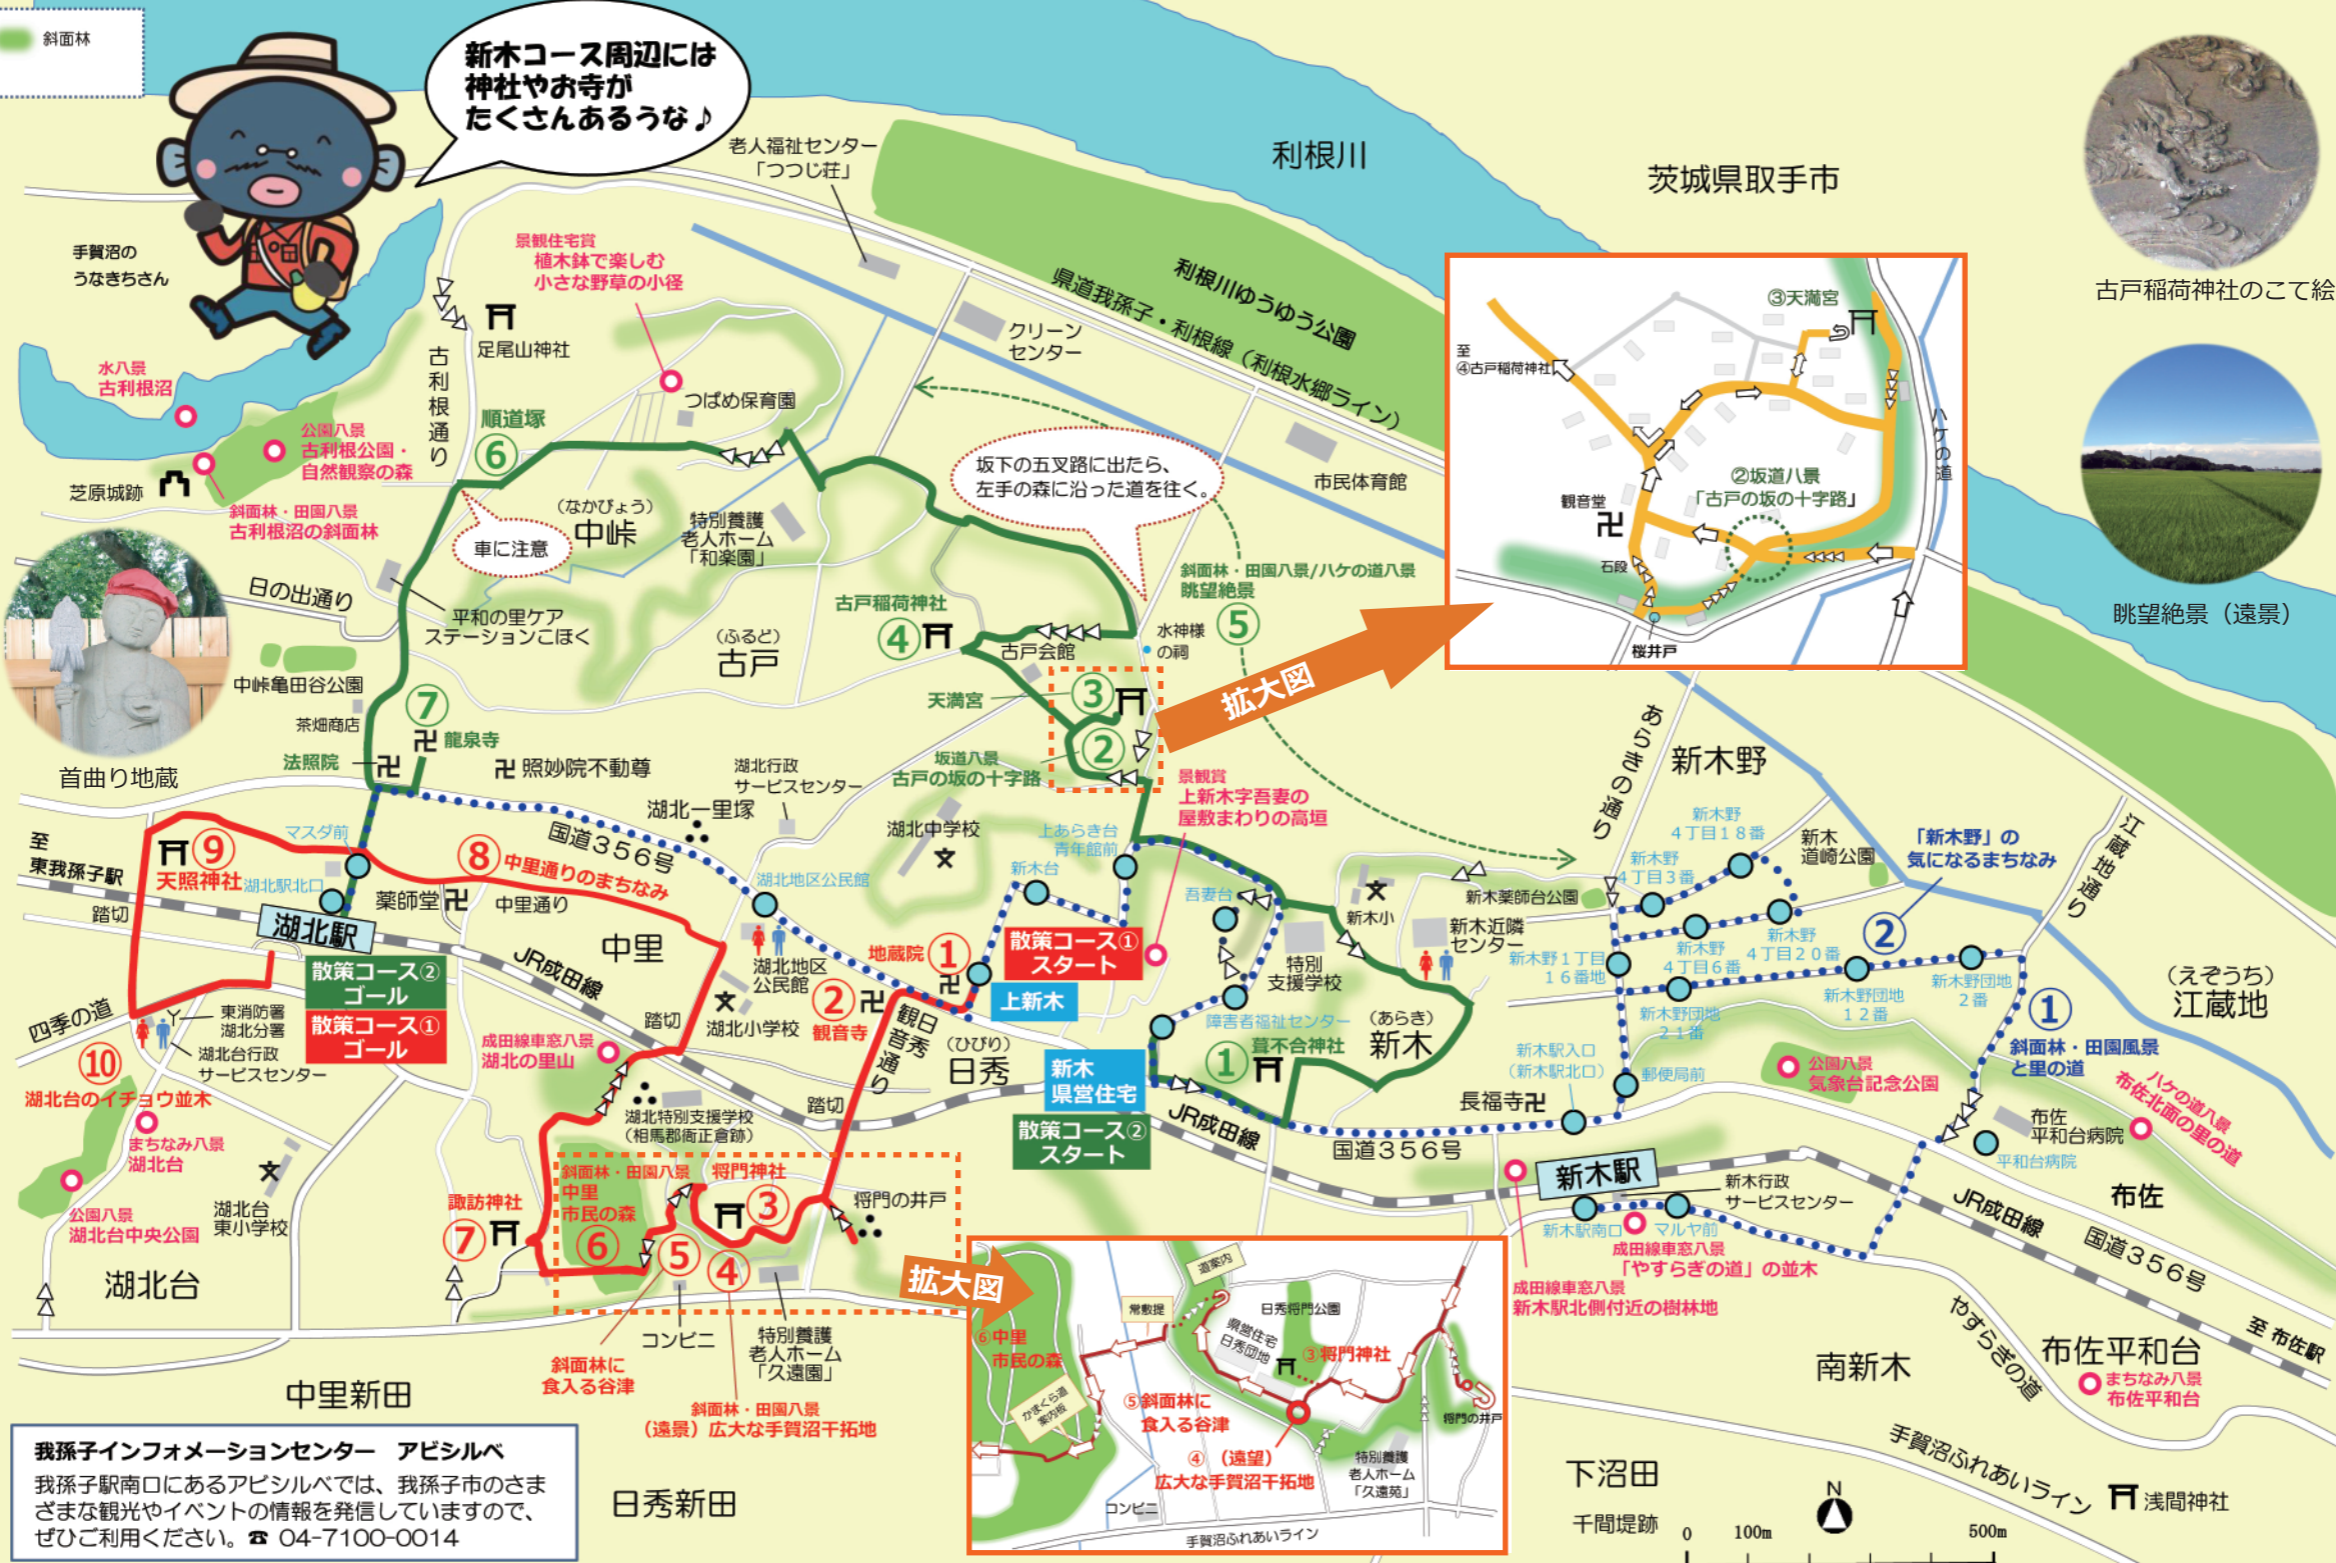 斜面林
新木コース周辺には
神社やお寺が
たくさんあるうな♪
手賀沼の
うなきちさん
老人福祉センター
「つつじ荘」
利根川
茨城県取手市
古戸稲荷神社のこて絵
眺望絶景（遠景）
利根川ゆうゆう公園
県道我孫子・利根線（利根水郷ライン）
景観住宅賞
植木鉢で楽しむ
小さな野草の小径
足尾山神社
古利根通り
クリーン
センター
つばめ保育園
市民体育館
水八景
古利根沼
公園八景
古利根公園・
自然観察の森
芝原城跡
斜面林・田園八景
古利根沼の斜面林
順道塚
⑥
車に注意
（なかびょう）
中峠
特別養護
老人ホーム
「和楽園」
坂下の五叉路に出たら、
左手の森に沿った道を往く。
斜面林・田園八景/ハケの道八景
眺望絶景
⑤
日の出通り
平和の里ケア
ステーションこほく
（ふるど）
古戸
古戸稲荷神社
④
古戸会館
水神様
の祠
天満宮
③
②
坂道八景
古戸の坂の十字路
拡大図
③天満宮
至
④古戸稲荷神社
②坂道八景
「古戸の坂の十字路」
観音堂
石段
桜井戸
ハケの道
首曲り地蔵
中峠亀田谷公園
茶畑商店
⑦
龍泉寺
法照院
照妙院不動尊
湖北行政
サービスセンター
湖北一里塚
国道３５６号
湖北中学校
景観賞
上新木字吾妻の
屋敷まわりの高垣
上あらき台
青年館前
新木台
吾妻台
あらきの通り
新木野
新木野
４丁目１８番
新木
道崎公園
新木野
４丁目３番
「新木野」の
気になるまちなみ
②
江蔵地通り
新木薬師台公園
新木小
新木近隣
センター
新木野１丁目
１６番地
新木野
４丁目６番
新木野
４丁目２０番
新木野団地
２１番
新木野団地
１２番
新木野団地
２番
（えぞうち）
江蔵地
①
斜面林・田園風景
と里の道
至
東我孫子駅
踏切
⑨
天照神社
マスダ前
湖北駅北口
湖北駅
⑧
中里通りのまちなみ
薬師堂
中里通り
中里
JR成田線
湖北地区公民館
湖北地区
公民館
地蔵院
①
散策コース①
スタート
上新木
②
観音寺
日秀観音通り
（ひびり）
日秀
散策コース②
ゴール
散策コース①
ゴール
四季の道
東消防署
湖北分署
湖北台行政
サービスセンター
⑩
湖北台のイチョウ並木
まちなみ八景
湖北台
公園八景
湖北台中央公園
湖北台
東小学校
湖北台
湖北小学校
踏切
成田線車窓八景
湖北の里山
湖北特別支援学校
（相馬郡衙正倉跡）
踏切
特別
支援学校
障害者福祉センター
①
葺不合神社
（あらき）
新木
新木
県営住宅
散策コース②
スタート
JR成田線
国道３５６号
長福寺
新木駅入口
（新木駅北口）
郵便局前
公園八景
気象台記念公園
ハケの道八景
布佐北面の里の道
布佐
平和台病院
平和台病院
布佐
JR成田線
国道３５６号
至 布佐駅
新木駅
新木行政
サービスセンター
新木駅南口
マルヤ前
成田線車窓八景
「やすらぎの道」の並木
成田線車窓八景
新木駅北側付近の樹林地
諏訪神社
⑦
斜面林・田園八景
中里
市民の森
⑥
将門神社
③
将門の井戸
⑤
④
拡大図
コンビニ
特別養護
老人ホーム
「久遠園」
斜面林に
食入る谷津
斜面林・田園八景
（遠景）広大な手賀沼干拓地
中里新田
日秀新田
道案内
常敷提
日秀将門公園
県営住宅
日秀団地
③将門神社
⑥中里
市民の森
かまくら道
案内板
⑤斜面林に
食入る谷津
④（遠望）
広大な手賀沼干拓地
将門の井戸
特別養護
老人ホーム
「久遠苑」
コンビニ
手賀沼ふれあいライン
やすらぎの道
南新木
布佐平和台
まちなみ八景
布佐平和台
手賀沼ふれあいライン
下沼田
千間堤跡
浅間神社
N
0 100m 500m
我孫子インフォメーションセンター　アビシルベ
我孫子駅南口にあるアビシルベでは、我孫子市のさま
ざまな観光やイベントの情報を発信していますので、
ぜひご利用ください。☎ 04-7100-0014